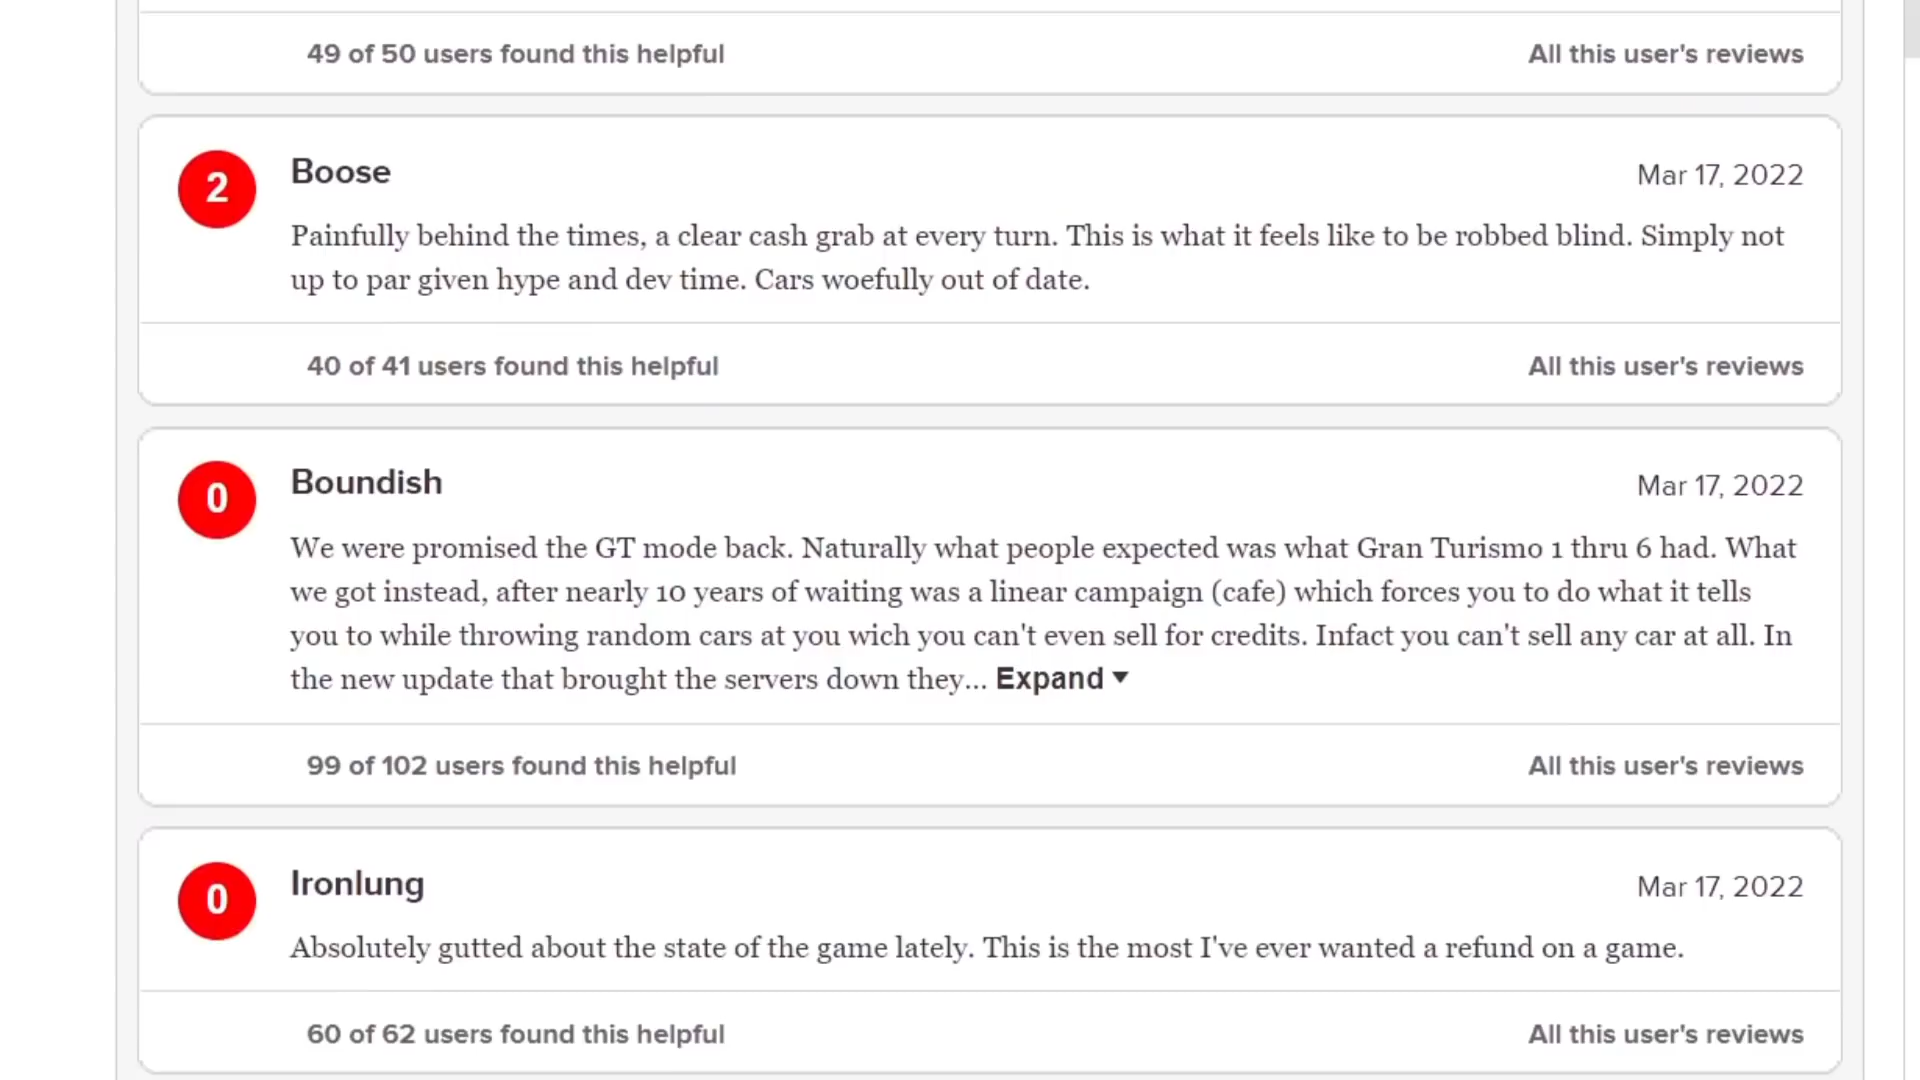 49 of 50 users found this helpful
All this user's reviews
2
Boose
Mar 17, 2022
Painfully behind the times, a clear cash grab at every turn. This is what it feels like to be robbed blind. Simply not
up to par given hype and dev time. Cars woefully out of date.
40 of 41 users found this helpful
All this user's reviews
0
Boundish
Mar 17, 2022
We were promised the GT mode back. Naturally what people expected was what Gran Turismo 1 thru 6 had. What
we got instead, after nearly 10 years of waiting was a linear campaign (cafe) which forces you to do what it tells
you to while throwing random cars at you wich you can't even sell for credits. Infact you can't sell any car at all. In
the new update that brought the servers down they... Expand ▼
99 of 102 users found this helpful
All this user's reviews
0
Ironlung
Mar 17, 2022
Absolutely gutted about the state of the game lately. This is the most I've ever wanted a refund on a game.
60 of 62 users found this helpful
All this user's reviews